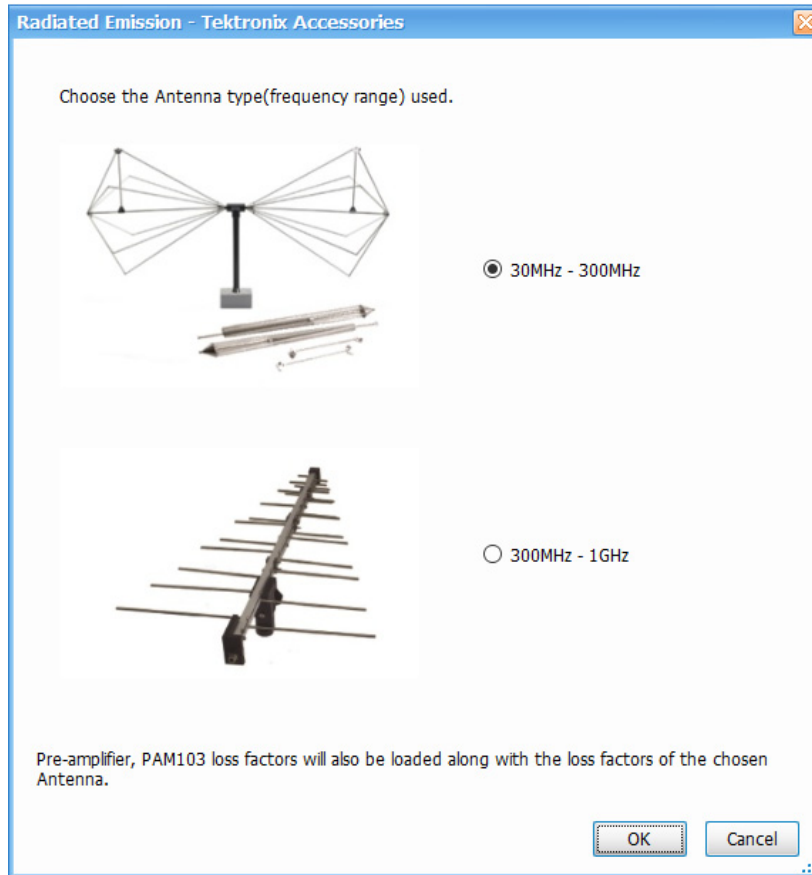 Radiated Emission - Tektronix Accessories
Choose the Antenna type(frequency range) used.
30MHz - 300MHz
300MHz - 1GHz
Pre-amplifier, PAM103 loss factors will also be loaded along with the loss factors of the chosen
Antenna.
OK
Cancel